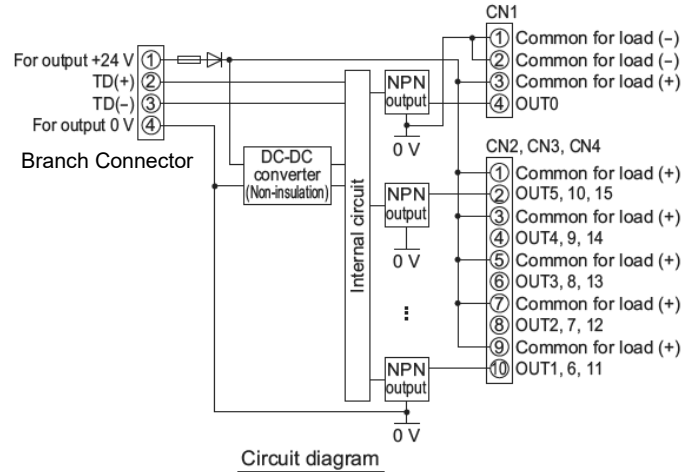 CN1
For output +24 V ①
TD(+) ②
TD(−) ③
For output 0 V ④
Branch Connector
DC-DC
converter
(Non-insulation)
Internal circuit
NPN
output
0 V
NPN
output
0 V
NPN
output
0 V
① Common for load (−)
② Common for load (−)
③ Common for load (+)
④ OUT0
CN2, CN3, CN4
① Common for load (+)
② OUT5, 10, 15
③ Common for load (+)
④ OUT4, 9, 14
⑤ Common for load (+)
⑥ OUT3, 8, 13
⑦ Common for load (+)
⑧ OUT2, 7, 12
⑨ Common for load (+)
⑩ OUT1, 6, 11
Circuit diagram